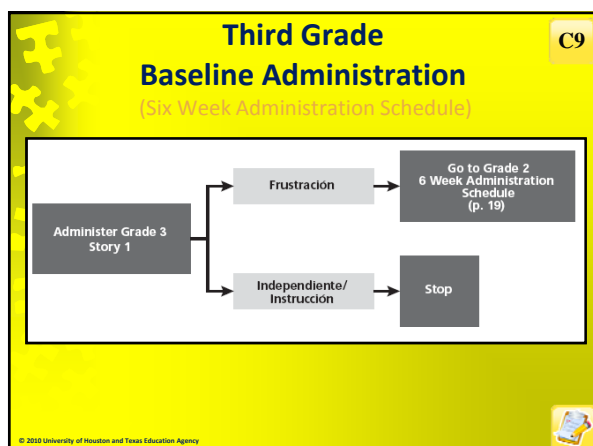 Third Grade
Baseline Administration
(Six Week Administration Schedule)
C9
Administer Grade 3
Story 1
Frustración
Go to Grade 2
6 Week Administration
Schedule
(p. 19)
Independiente/
Instrucción
Stop
© 2010 University of Houston and Texas Education Agency